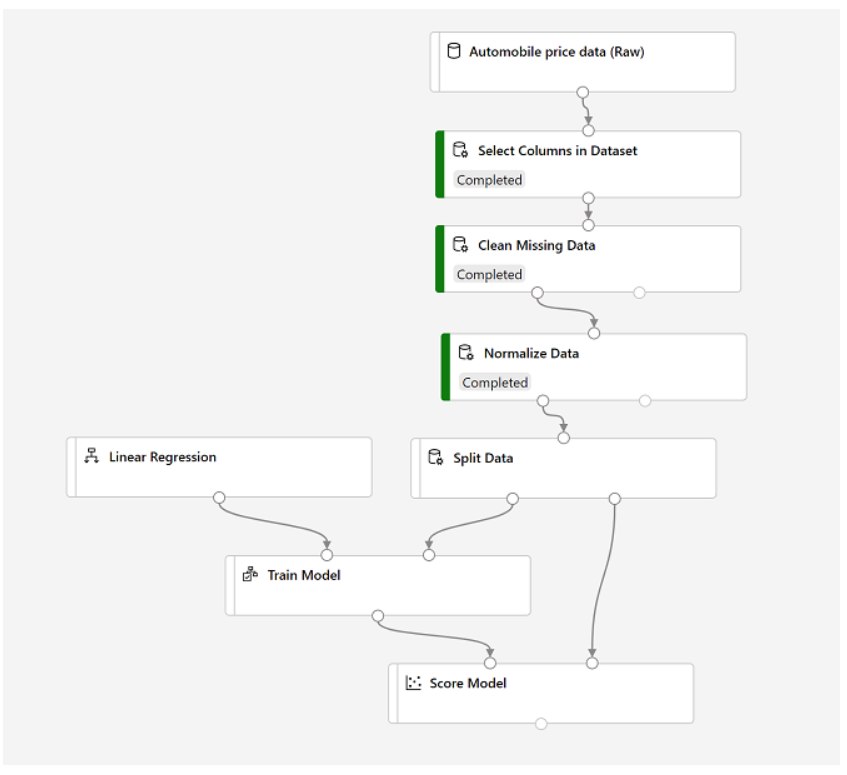 Automobile price data (Raw)
Select Columns in Dataset
Completed
Clean Missing Data
Completed
Normalize Data
Completed
Linear Regression
Split Data
Train Model
Score Model